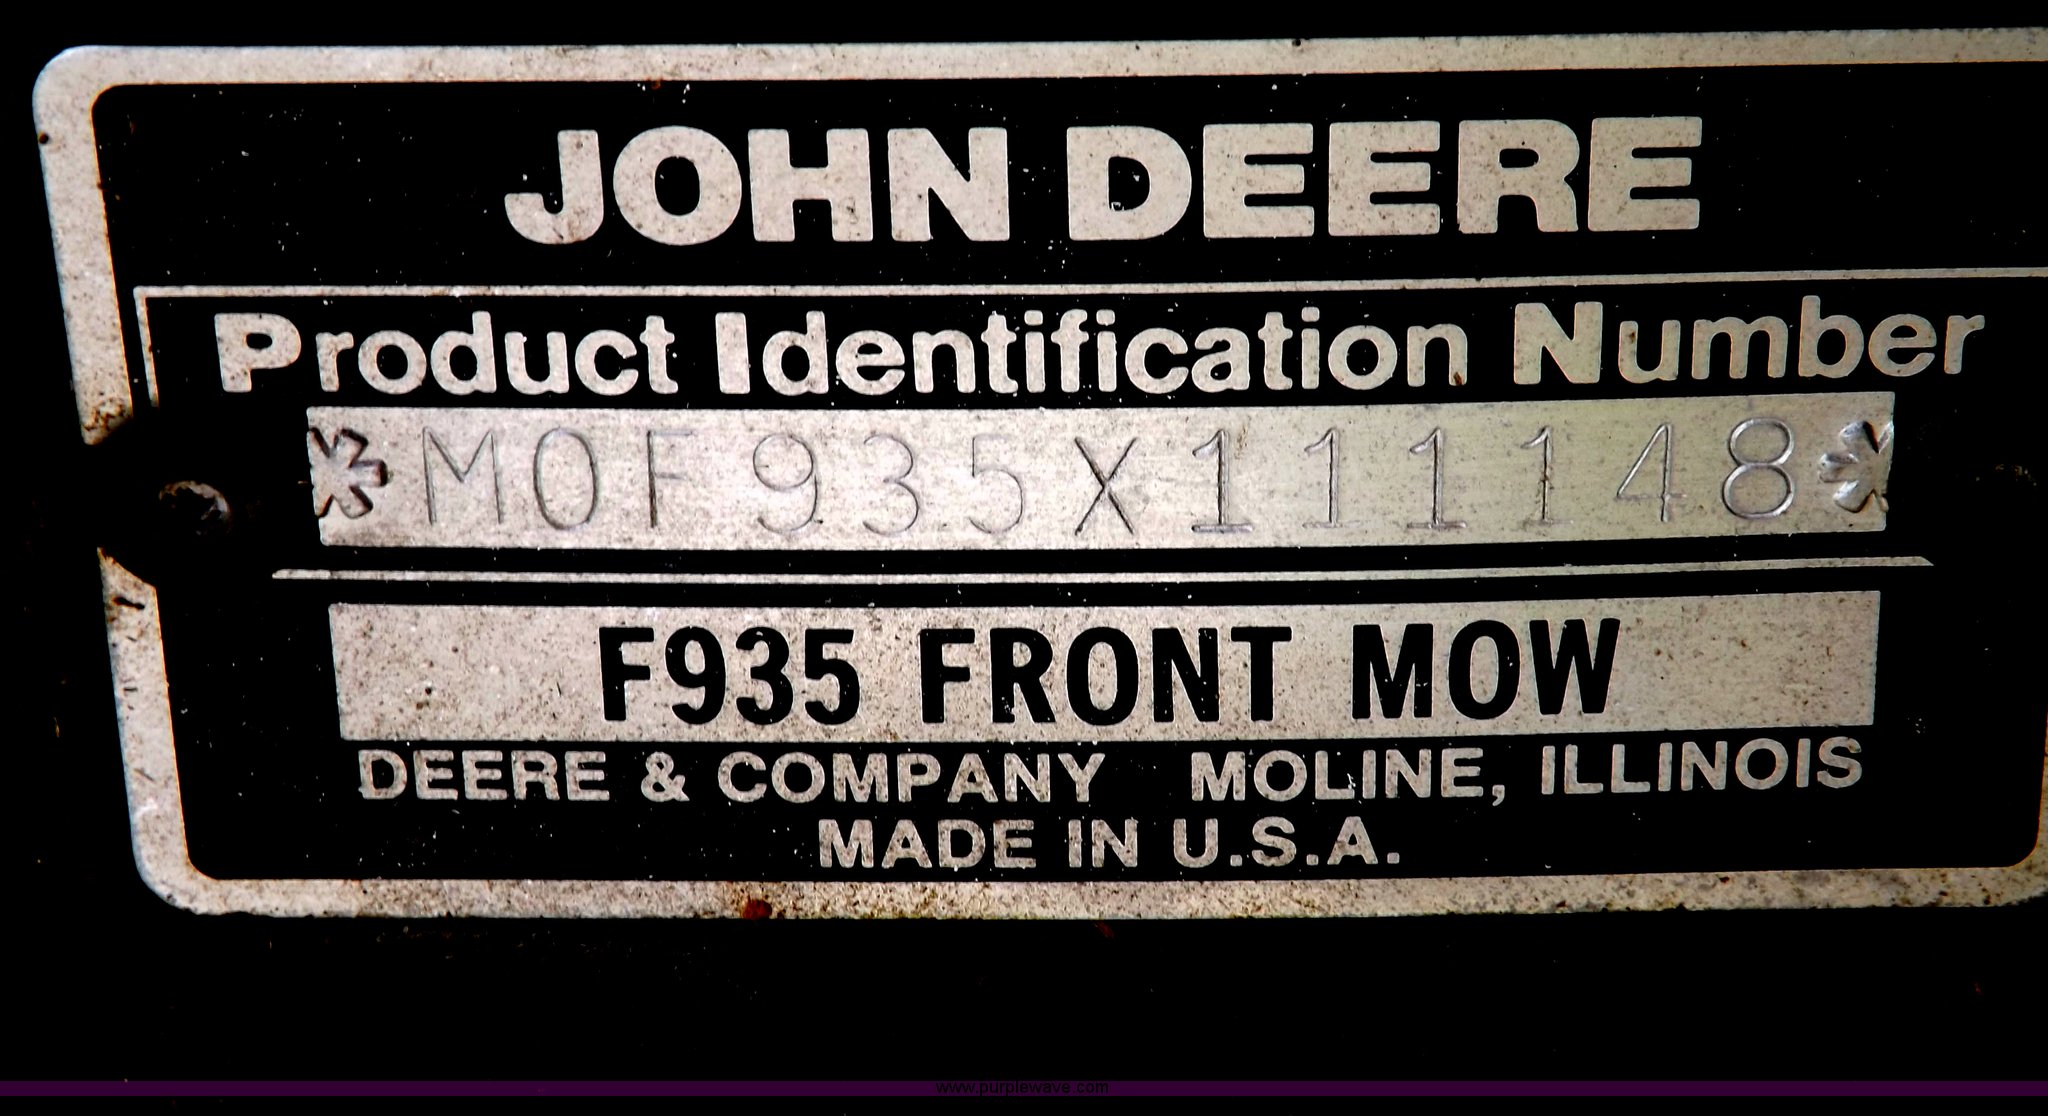 JOHN DEERE
Product Identification Number
*M0F935X111148*
F935 FRONT MOW
DEERE & COMPANY MOLINE, ILLINOIS
MADE IN U.S.A.
www.purplewave.com